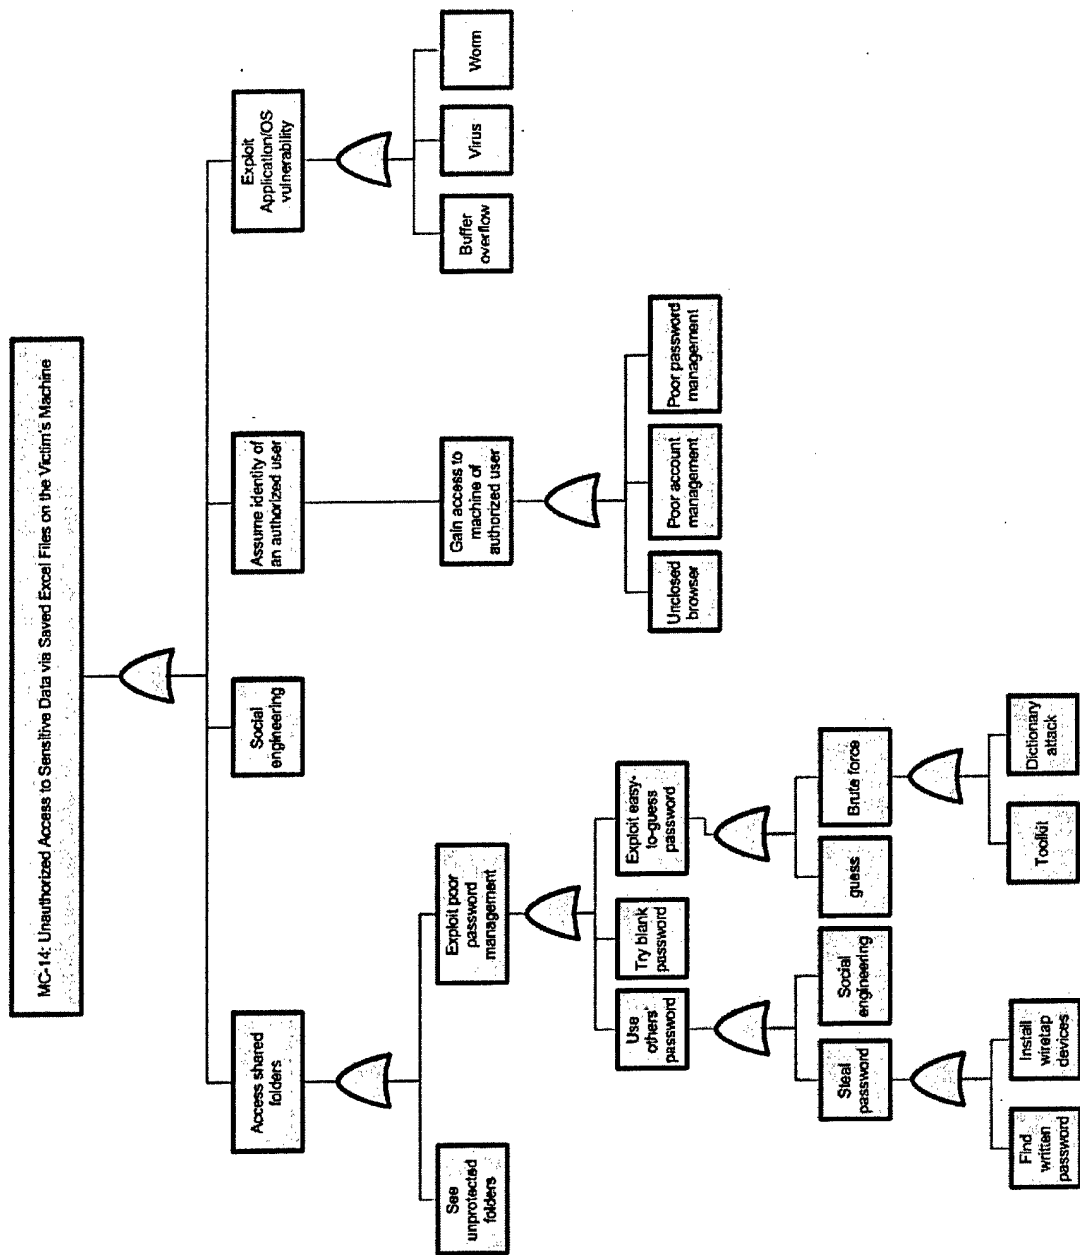 MC-14: Unauthorized Access to Sensitive Data via Saved Excel Files on the Victim's Machine
Access shared
folders
Social
engineering
Assume identity of
an authorized user
Exploit
Application/OS
vulnerability
See
unprotected
folders
Exploit poor
password
management
Gain access to
machine of
authorized user
Buffer
overflow
Virus
Worm
Use
others'
password
Try blank
password
Exploit easy-
to-guess
password
Unclosed
browser
Poor account
management
Poor password
management
Steal
password
Social
engineering
guess
Brute force
Find
written
password
Install
wiretap
devices
Toolkit
Dictionary
attack